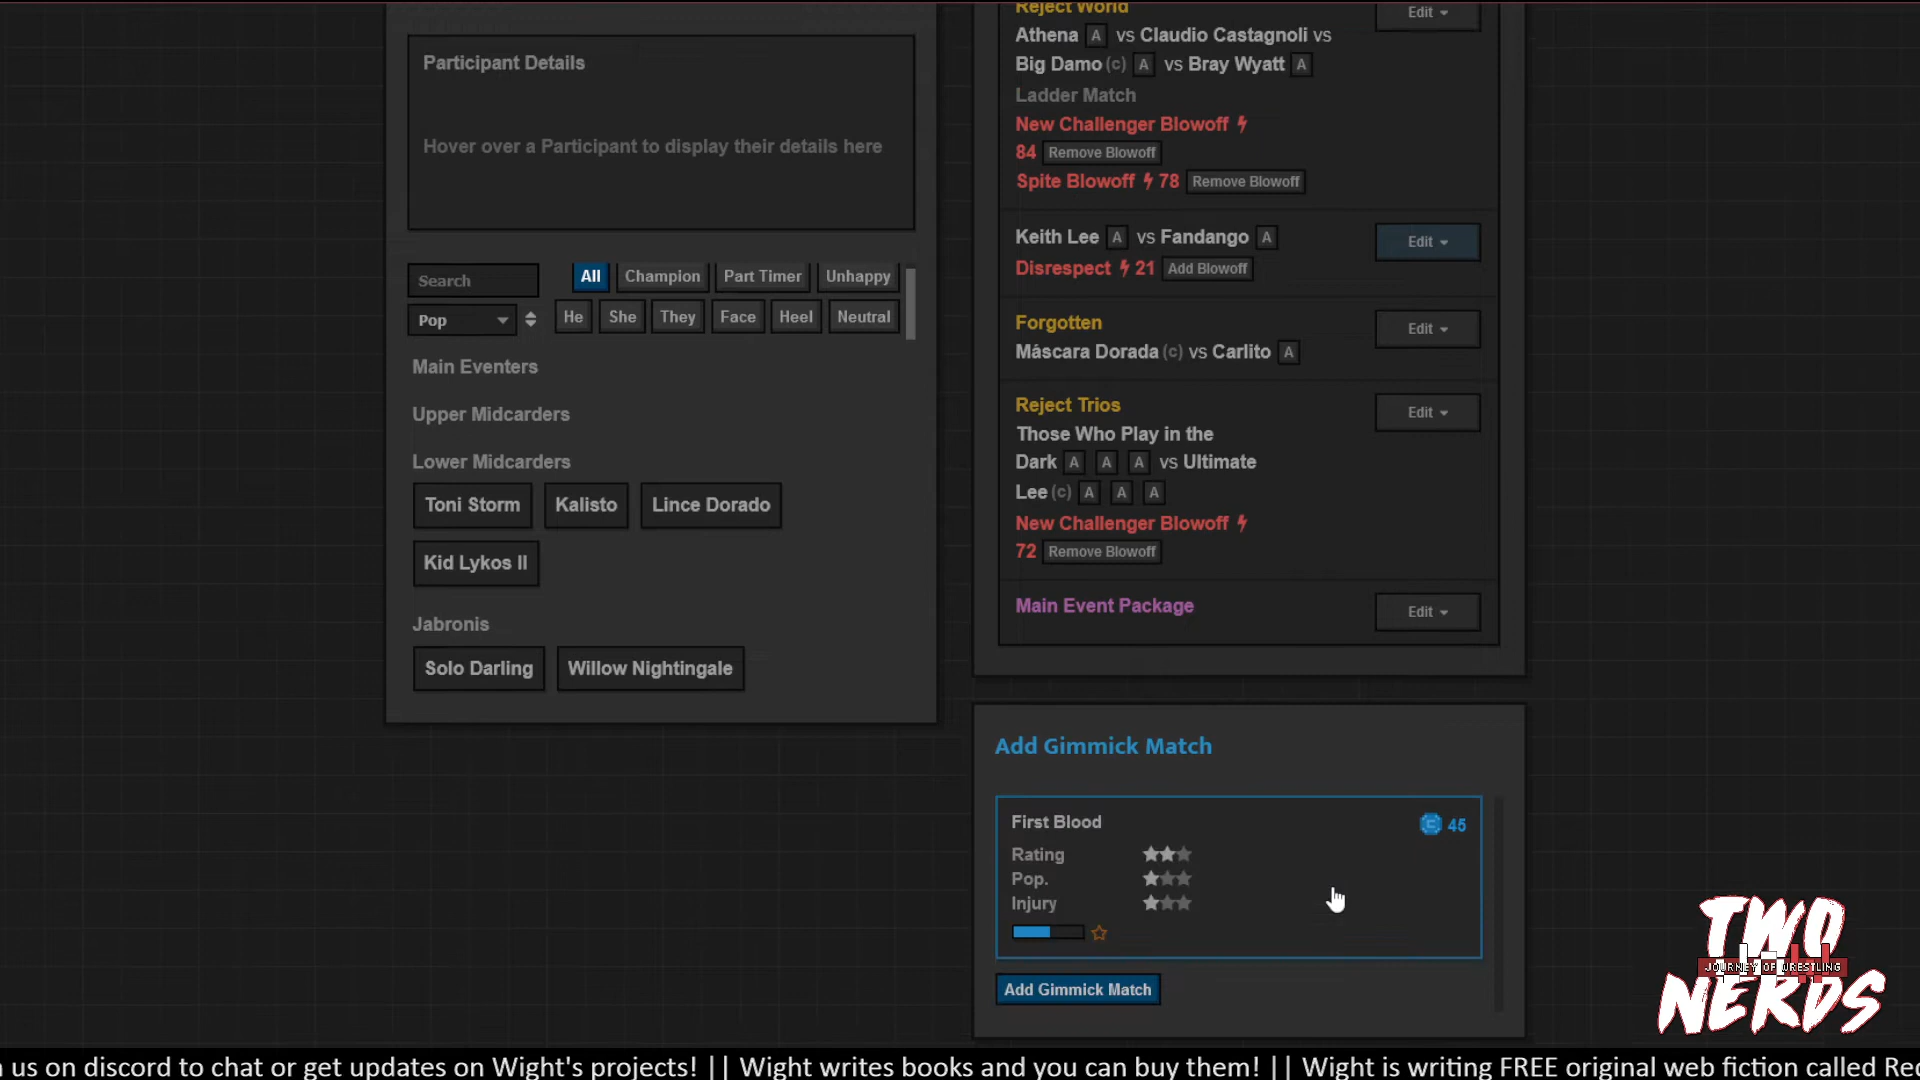 Participant Details
Hover over a Participant to display their details here
Search
All
Champion
Part Timer
Unhappy
Pop
He
She
They
Face
Heel
Neutral
Main Eventers
Upper Midcarders
Lower Midcarders
Toni Storm
Kalisto
Lince Dorado
Kid Lykos II
Jabronis
Solo Darling
Willow Nightingale
Reject World
Edit
Athena A vs Claudio Castagnoli vs
Big Damo (c) A vs Bray Wyatt A
Ladder Match
New Challenger Blowoff
84 Remove Blowoff
Spite Blowoff 78 Remove Blowoff
Keith Lee A vs Fandango A
Edit
Disrespect 21 Add Blowoff
Forgotten
Edit
Máscara Dorada (c) vs Carlito A
Reject Trios
Edit
Those Who Play in the
Dark A A A vs Ultimate
Lee (c) A A A
New Challenger Blowoff
72 Remove Blowoff
Main Event Package
Edit
Add Gimmick Match
First Blood
45
Rating
Pop.
Injury
Add Gimmick Match
TWO
JOURNEY OF WRESTLING
NERDS
n us on discord to chat or get updates on Wight's projects! || Wight writes books and you can buy them! || Wight is writing FREE original web fiction called Re